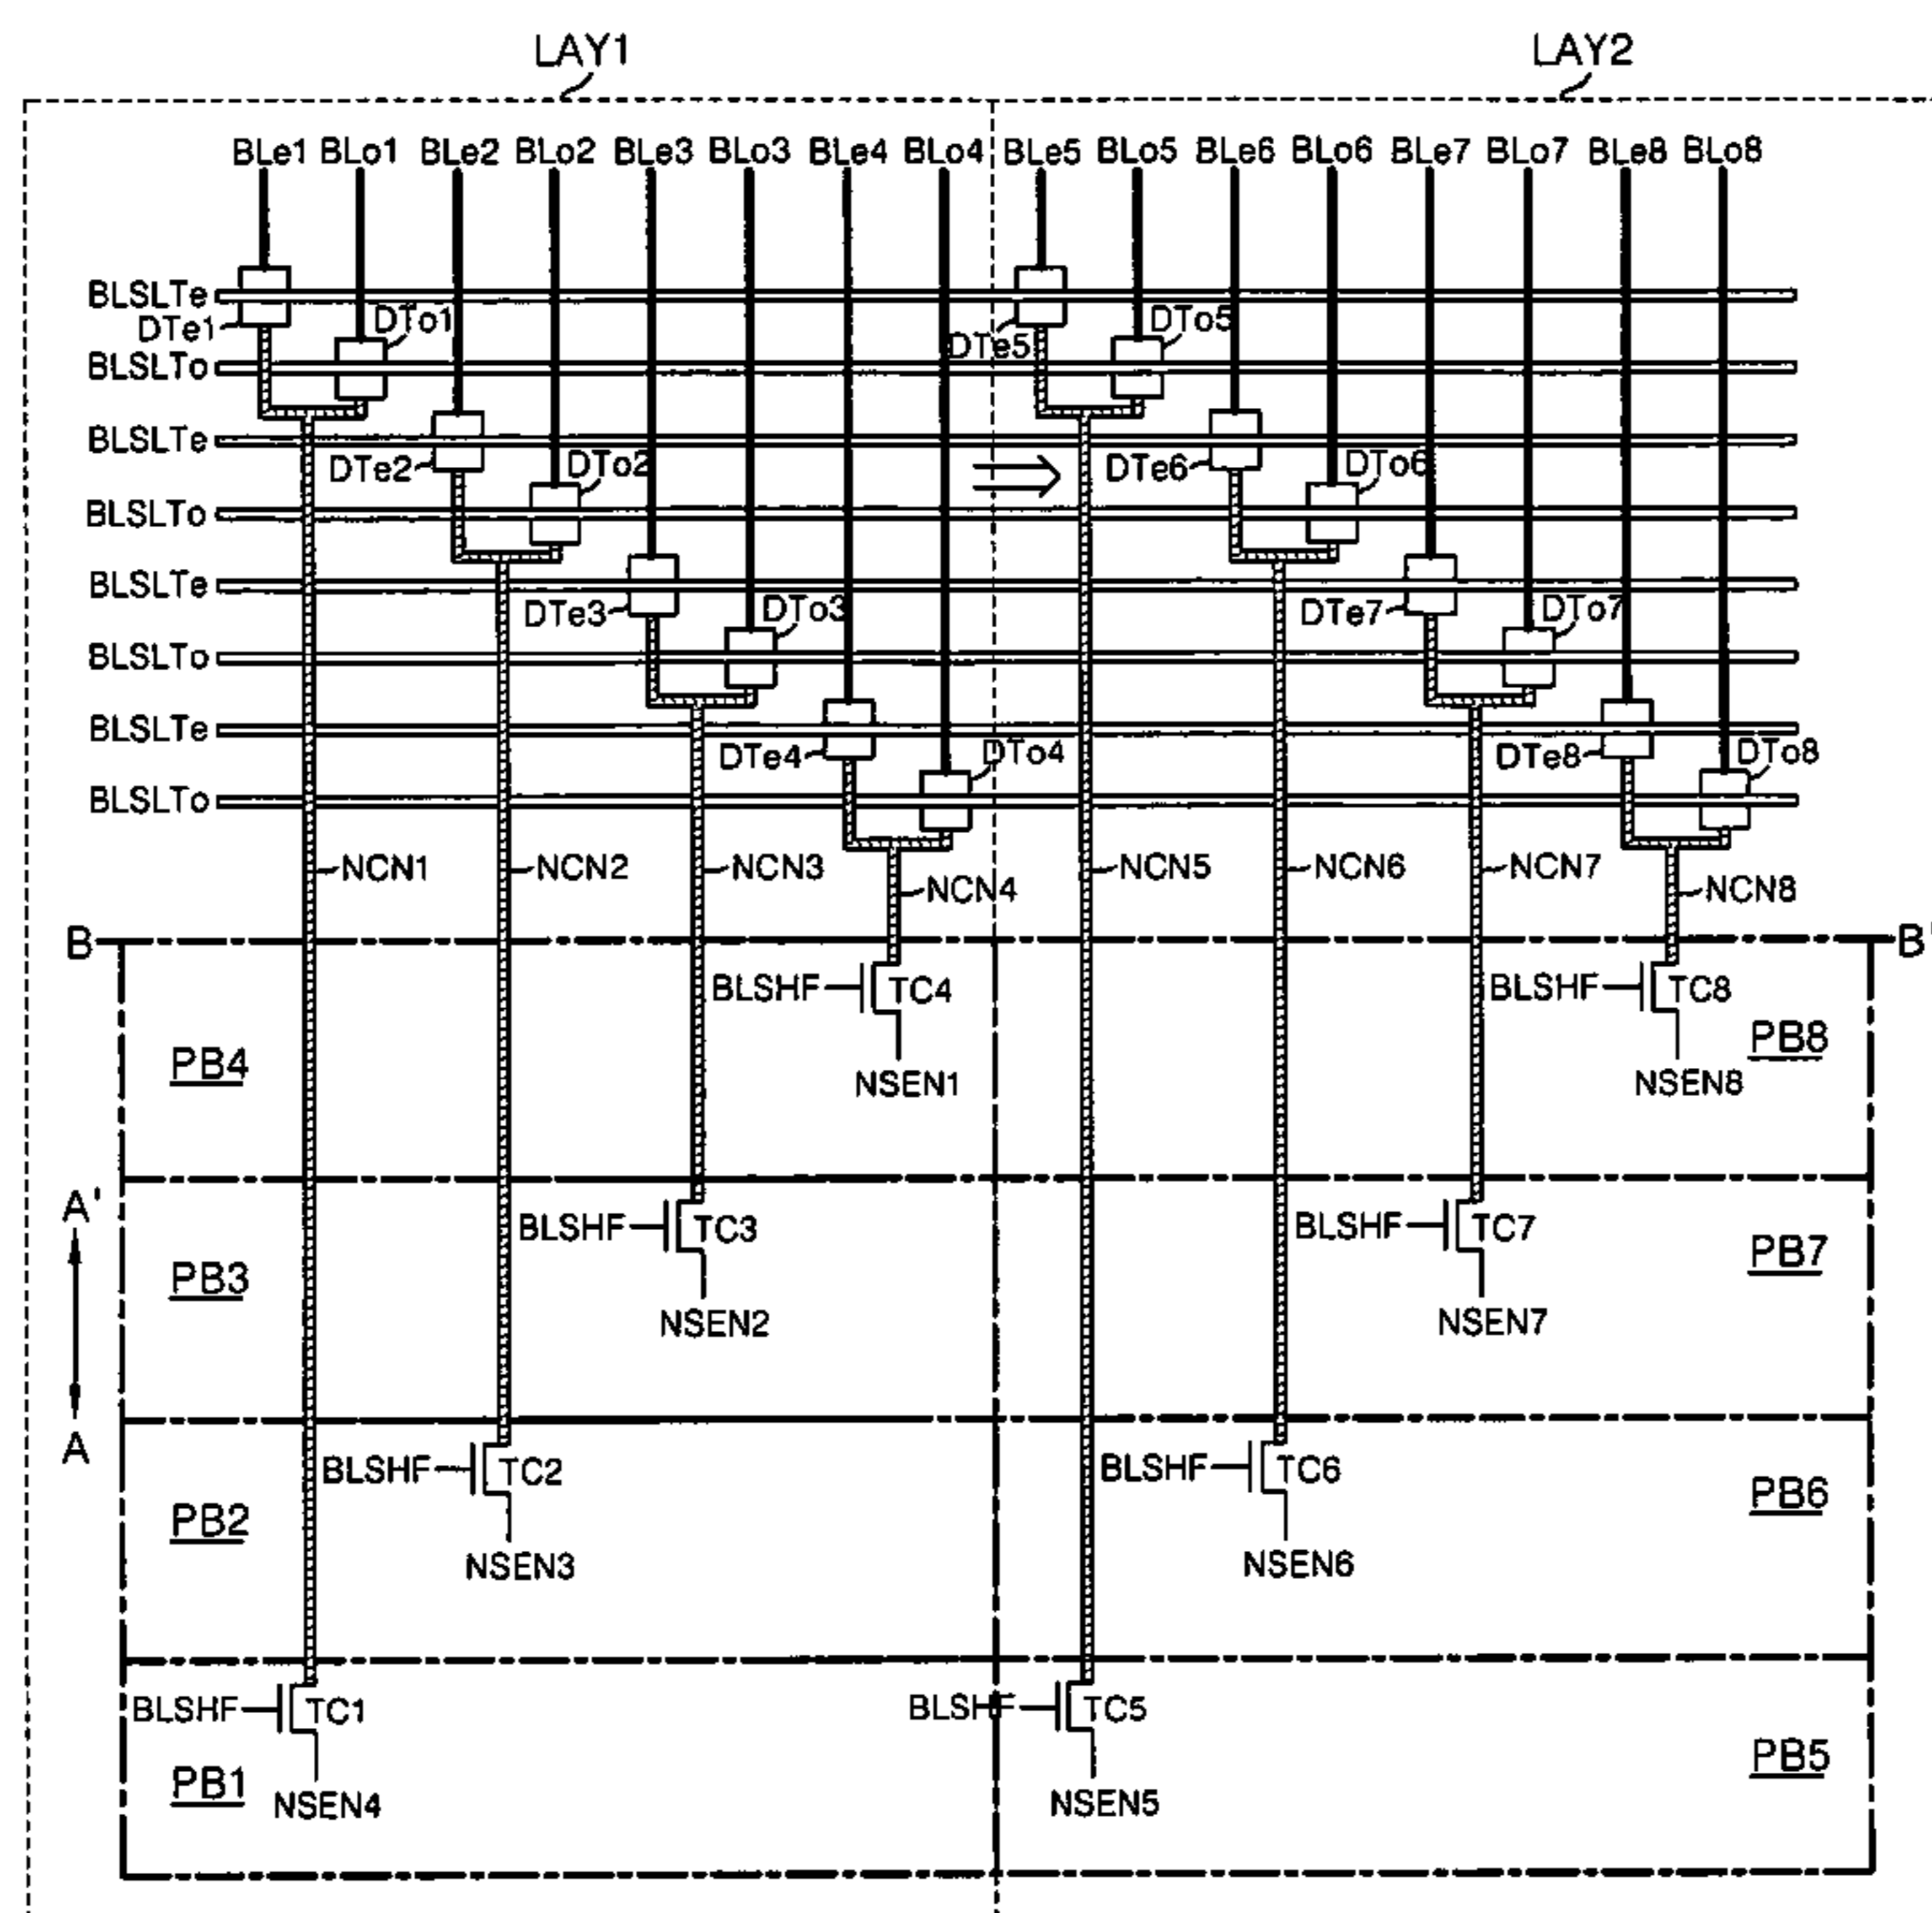 LAY1 LAY2
BLe1 BLo1 BLe2 BLo2 BLe3 BLo3 BLe4 BLo4 BLe5 BLo5 BLe6 BLo6 BLe7 BLo7 BLe8 BLo8
BLSLTe
DTe1 DTo1 DTe5 DTo5
BLSLTo
BLSLTe
DTe2 DTo2 DTe6 DTo6
BLSLTo
BLSLTe
DTe3 DTo3 DTe7 DTo7
BLSLTo
BLSLTe
DTe4 DTo4 DTe8 DTo8
BLSLTo
NCN1 NCN2 NCN3 NCN4 NCN5 NCN6 NCN7 NCN8
B B'
BLSHF TC4 BLSHF TC8
PB4 PB8
NSEN1 NSEN8
A'
BLSHF TC3 BLSHF TC7
PB3 PB7
NSEN2 NSEN7
A
BLSHF TC2 BLSHF TC6
PB2 PB6
NSEN3 NSEN6
BLSHF TC1 BLSHF TC5
PB1 PB5
NSEN4 NSEN5